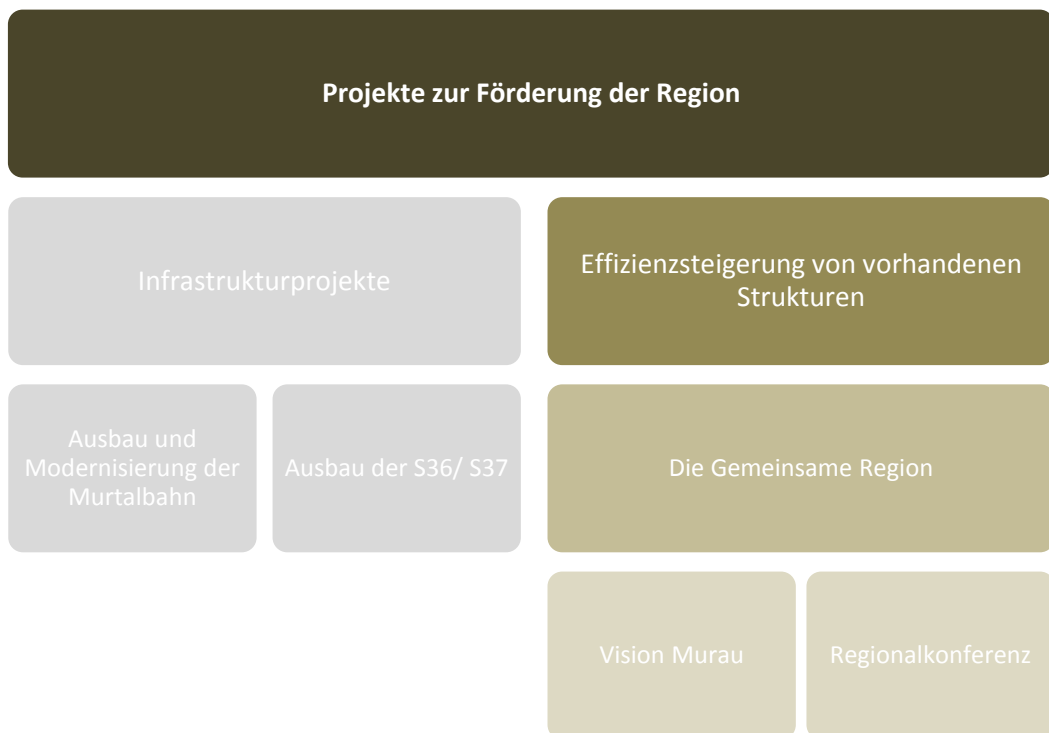 Projekte zur Förderung der Region
Infrastrukturprojekte
Effizienzsteigerung von vorhandenen
Strukturen
Ausbau und
Modernisierung der
Murtalbahn
Ausbau der S36/ S37
Die Gemeinsame Region
Vision Murau
Regionalkonferenz